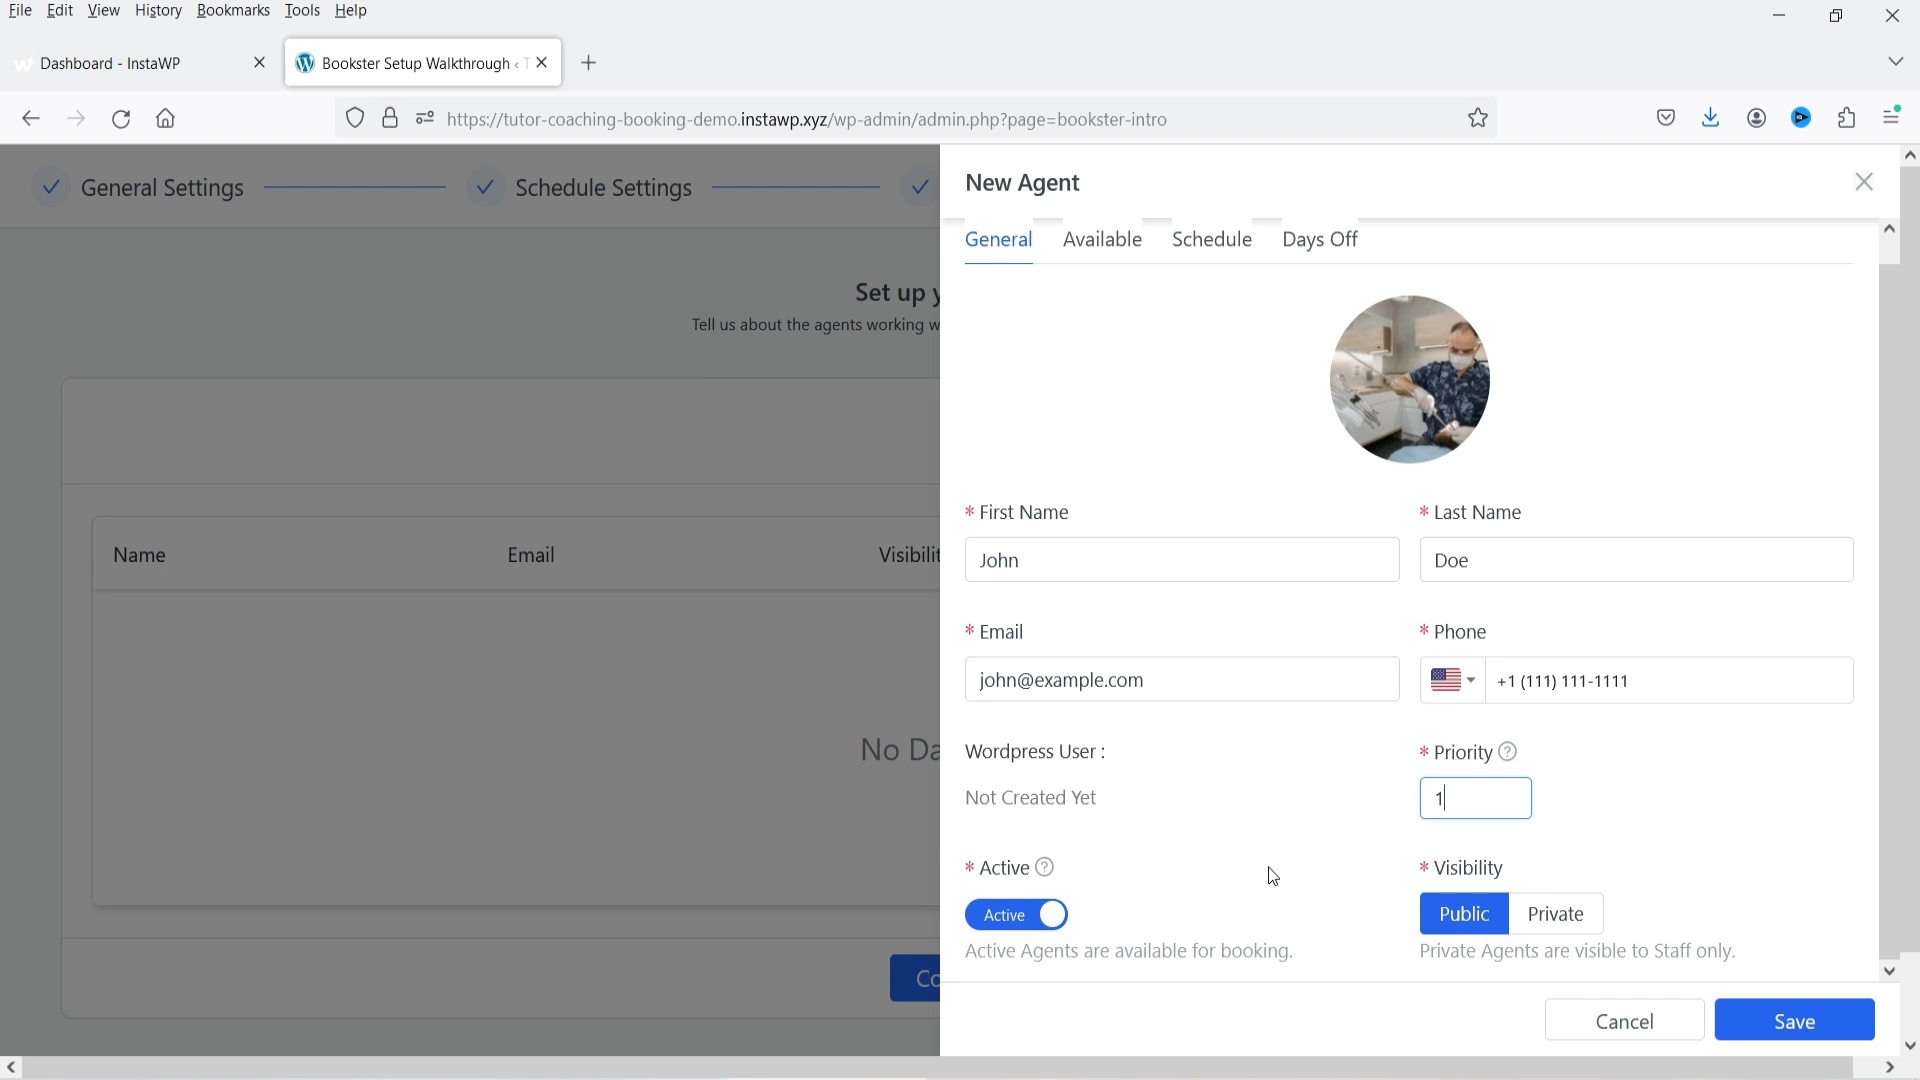 File Edit View History Bookmarks Tools Help
Dashboard - InstaWP
Bookster Setup Walkthrough ‹ T
https://tutor-coaching-booking-demo.instawp.xyz/wp-admin/admin.php?page=bookster-intro
General Settings
Schedule Settings
New Agent
General Available Schedule Days Off
Set up y
Tell us about the agents working w
* First Name
* Last Name
John
Doe
Name
Email
Visibilit
* Email
* Phone
john@example.com
+1 (111) 111-1111
No Da
Wordpress User :
* Priority ?
Not Created Yet
1
* Active ?
* Visibility
Active
Public Private
Active Agents are available for booking.
Private Agents are visible to Staff only.
Co
Cancel
Save